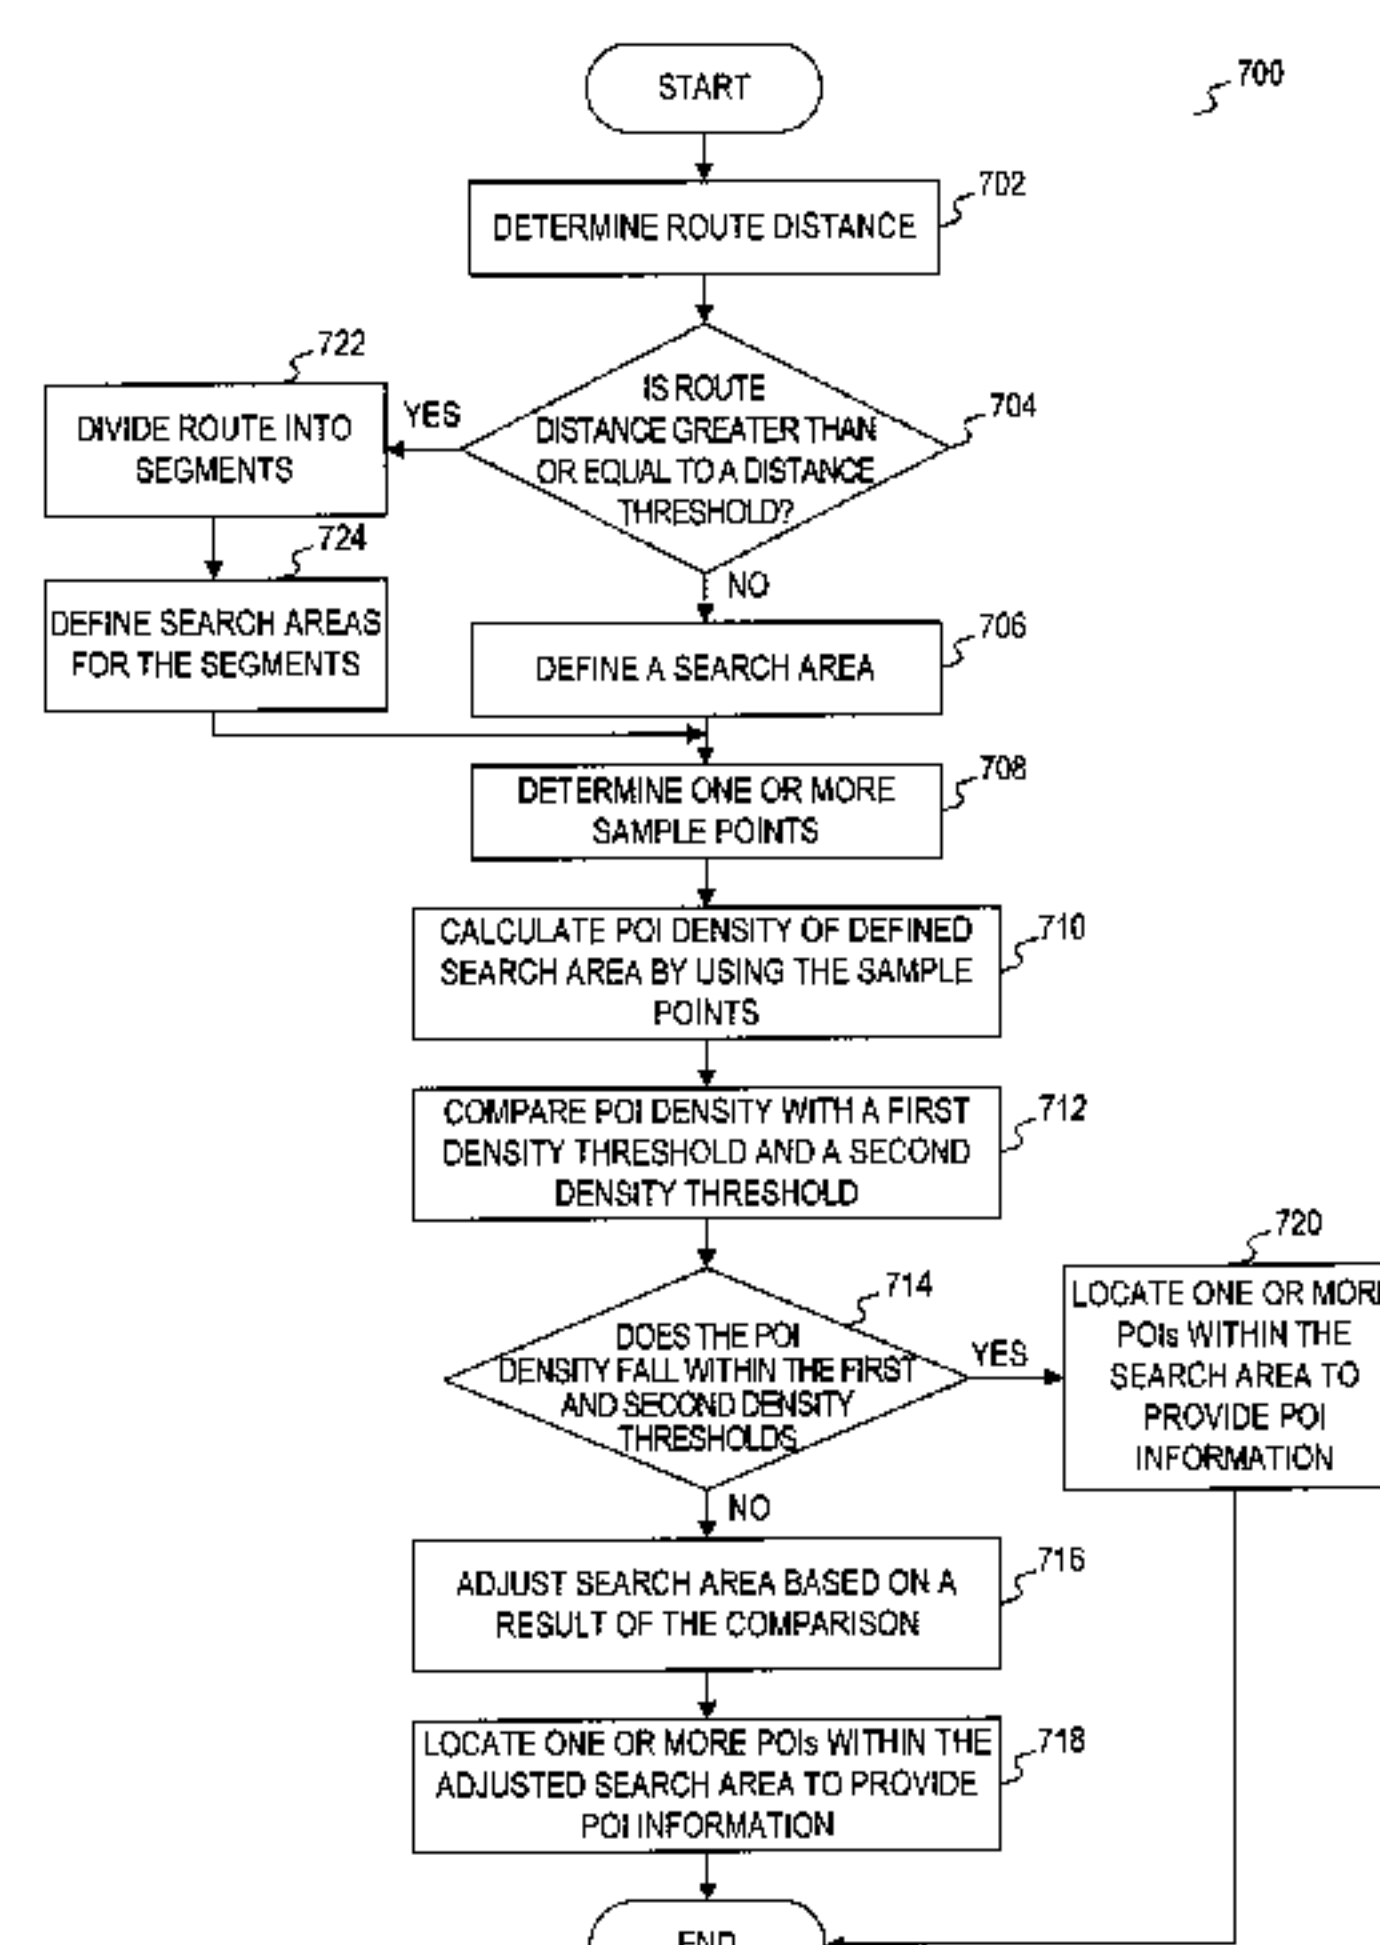 START
700
702
DETERMINE ROUTE DISTANCE
722
704
IS ROUTE
DISTANCE GREATER THAN
OR EQUAL TO A DISTANCE
THRESHOLD?
YES
DIVIDE ROUTE INTO
SEGMENTS
724
NO
DEFINE SEARCH AREAS
FOR THE SEGMENTS
706
DEFINE A SEARCH AREA
708
DETERMINE ONE OR MORE
SAMPLE POINTS
710
CALCULATE POI DENSITY OF DEFINED
SEARCH AREA BY USING THE SAMPLE
POINTS
712
COMPARE POI DENSITY WITH A FIRST
DENSITY THRESHOLD AND A SECOND
DENSITY THRESHOLD
714
DOES THE POI
DENSITY FALL WITHIN THE FIRST
AND SECOND DENSITY
THRESHOLDS
YES
720
LOCATE ONE OR MOR
POIs WITHIN THE
SEARCH AREA TO
PROVIDE POI
INFORMATION
NO
716
ADJUST SEARCH AREA BASED ON A
RESULT OF THE COMPARISON
718
LOCATE ONE OR MORE POIs WITHIN THE
ADJUSTED SEARCH AREA TO PROVIDE
POI INFORMATION
END